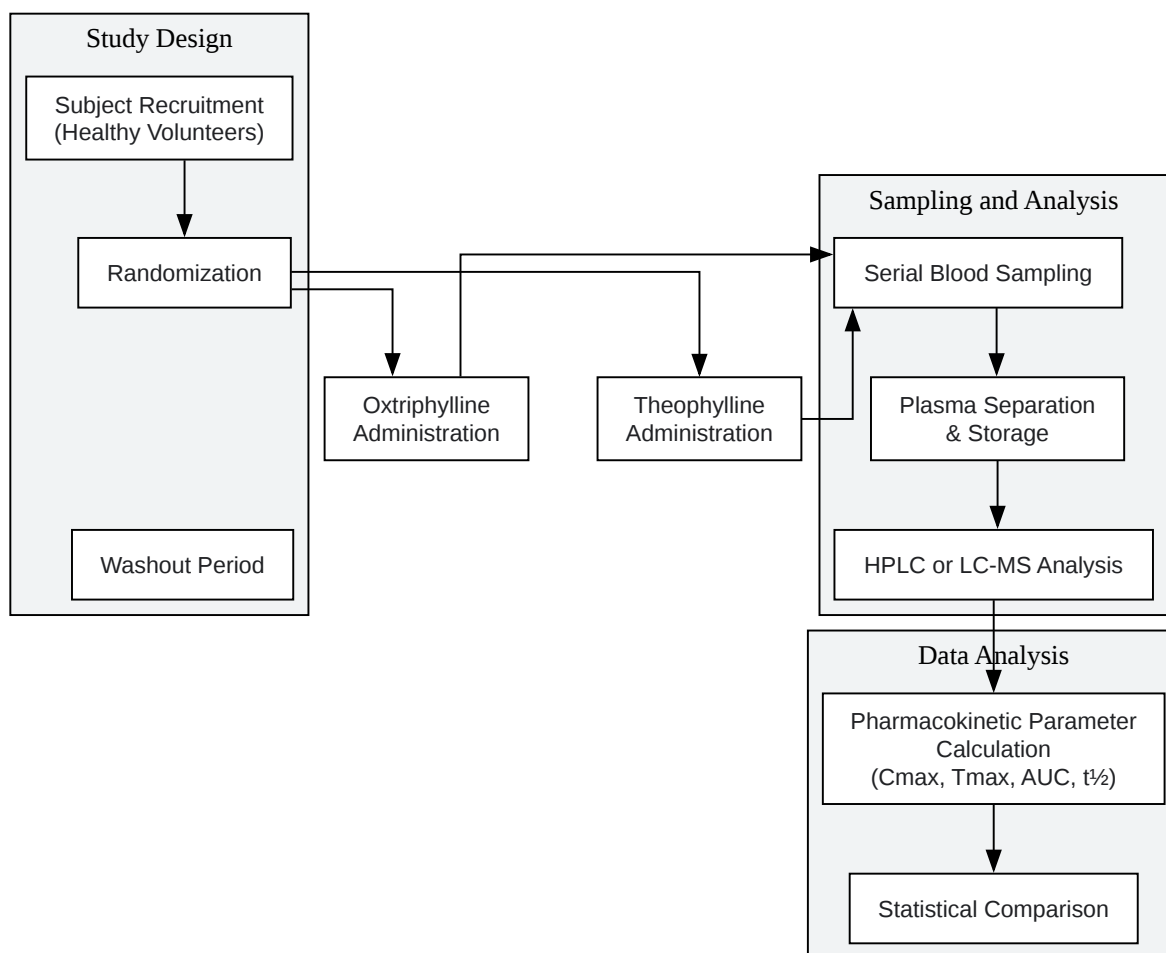 Study Design
Subject Recruitment
(Healthy Volunteers)
Randomization
Washout Period
Oxtriphylline
Administration
Theophylline
Administration
Sampling and Analysis
Serial Blood Sampling
Plasma Separation
& Storage
HPLC or LC-MS Analysis
Data Analysis
Pharmacokinetic Parameter
Calculation
(Cmax, Tmax, AUC, t½)
Statistical Comparison